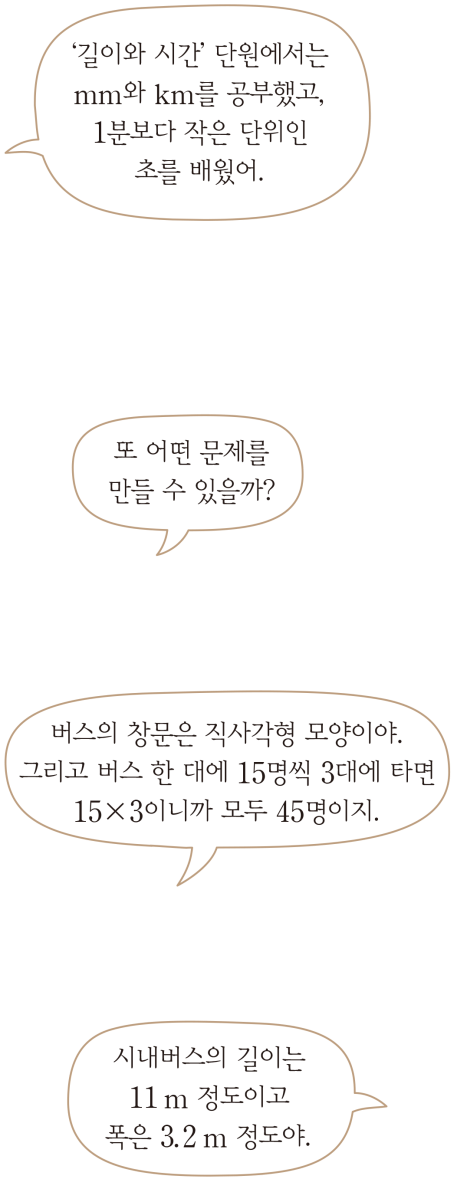 ‘길이와 시간’ 단원에서는
mm와 km를 공부했고,
1분보다 작은 단위인
초를 배웠어.
또 어떤 문제를
만들 수 있을까?
버스의 창문은 직사각형 모양이야.
그리고 버스 한 대에 15명씩 3대에 타면
15×3이니까 모두 45명이지.
시내버스의 길이는
11 m 정도이고
폭은 3.2 m 정도야.